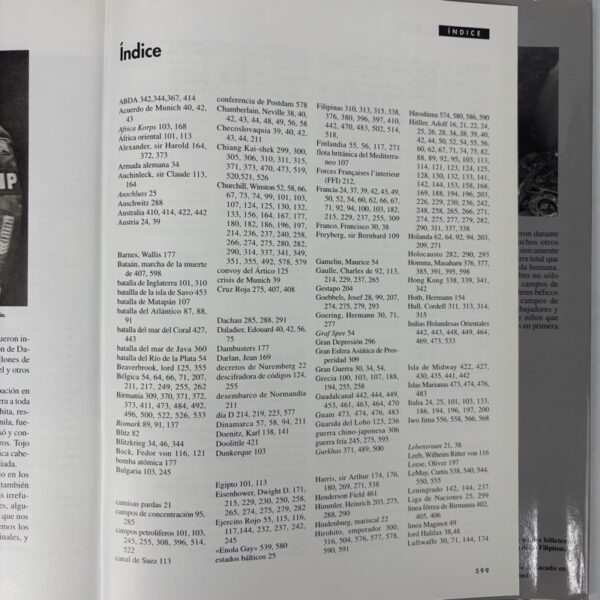 ÍNDICE
Índice
ABDA 342,344,367, 414
Acuerdo de Munich 40, 42,
43
Africa Korps 103, 168
África oriental 101, 113
Alexander, sir Harold 164,
372, 373
Armada alemana 34
Auchinleck, sir Claude 113,
164
Anschluss 25
Auschwitz 288
Australia 410, 414, 422, 442
Austria 24, 39
Barnes, Wallis 177
Bataán, marcha de la muerte
de 407, 598
batalla de Inglaterra 101, 310
batallla de la isla de Savo 453
batalla de Matapán 107
batalla del Atlántico 87, 88,
91
batalla del mar del Coral 427,
443
batalla del mar de Java 360
batalla del Río de la Plata 54
Beaverbrook, lord 125, 355
Bélgica 54, 64, 66, 71, 207,
211, 217, 249, 255, 262
Birmania 309, 370, 371, 372,
373, 411, 473, 484, 492,
496, 500, 522, 526, 533
Bismark 89, 91, 137
Blitz 82
Blitzkrieg 34, 46, 344
Bock, Fedor von 116, 121
bomba atómica 177
Bulgaria 103, 245
camisas pardas 21
campos de concentración 95,
285
campos petrolíferos 101, 103,
245, 255, 308, 396, 514,
522
canal de Suez 113
conferencia de Postdam 578
Chamberlain, Neville 38, 40,
42, 43, 44, 48, 49, 56, 58
Checoslovaquia 39, 40, 42,
43, 44, 211
Chiang Kai-shek 299, 300,
305, 306, 310, 311, 315,
371, 373, 470, 473, 519,
520,521, 526
Churchill, Winston 52, 58, 66,
67, 73, 74, 99, 101, 103,
107, 124, 125, 130, 132,
133, 156, 164, 167, 177,
180, 182, 186, 196, 197,
214, 236, 237, 240, 258,
266, 274, 275, 280, 282,
290, 314, 337, 341, 349,
351, 355, 492, 578, 579
convoy del Ártico 125
crisis de Munich 39
Cruz Roja 275, 407, 408
Dachau 285, 288, 291
Daladier, Edouard 40, 42, 56,
75
Dambusters 177
Darlan, Jean 169
decretos de Nuremberg 22
descifradora de códigos 124,
255
desembarco de Normandía
211
día D 214, 219, 223, 577
Dinamarca 57, 58, 94, 211
Doenitz, Karl 138, 141
Doolittle 421
Dunkerque 103
Egipto 101, 113
Eisenhower, Dwight D. 171,
215, 229, 230, 250, 258,
265, 274, 275, 279, 282
Ejercito Rojo 55, 115, 116,
117,144, 232, 237, 242,
245
«Enola Gay» 539, 580
estados bálticos 25
Filipinas 310, 313, 315, 338,
376, 380, 396, 397, 410,
442, 470, 483, 502, 514,
518,
Finlandia 55, 56, 117, 271
flota británica del Mediterra-
neo 107
Forces Françaises l'interieur
(FFI) 212,
Francia 24, 37, 39, 42, 43, 49,
50, 52, 54, 60, 62, 66, 67,
71, 92, 94, 100, 103, 182,
215, 229, 237, 255, 309
Franco, Francisco 30, 38
Freyberg, sir Bernhard 109
Gamelin, Maurice 54
Gaulle, Charles de 92, 113,
214, 229, 237, 265
Gestapo 204
Goebbels, Josef 28, 99, 207,
274, 275, 279, 293
Goering, Hermann 30, 71,
277
Graf Spee 54
Gran Depresión 296
Gran Esfera Asiática de Pros-
peridad 309
Gran Guerra 30, 34, 54,
Grecia 100, 103, 107, 188,
194, 255, 258
Guadalcanal 442, 444, 449,
453, 461, 463, 464, 470
Guam 473, 474, 476, 483
Guarida del Lobo 123, 236
guerra chino-japonesa 306
guerra fría 245, 275, 595
Gurkhas 371, 489, 500
Harris, sir Arthur 174, 176,
180, 269, 271, 538
Henderson Field 461
Himmler, Heinrich 203, 275,
288, 290
Hindenburg, mariscal 22
Hirohito, emperador 300,
316, 504, 576, 577, 578,
590, 591
Hiroshima 574, 580, 586, 590
Hitller, Adolf 16, 21, 22, 24,
25, 26, 28, 34, 38, 39, 40,
42, 44, 50, 52, 54, 55, 56,
60, 62, 67, 71, 74, 75, 82,
88, 89, 92, 95, 103, 113,
114, 121, 123, 124, 125,
128, 130, 132, 133, 141,
142, 144, 153, 158, 168,
169, 188, 194, 196, 203,
226, 229, 230, 236, 242,
248, 258, 265, 266, 271,
274, 275, 277, 279, 282,
290, 311, 337, 338
Holanda 62, 64, 92, 94, 203,
209, 271
Holocausto 282, 290, 293
Homma, Masaharu 376, 377,
385, 391, 395, 598
Hong Kong 338, 339, 341,
342
Hoth, Hermann 154
Hull, Cordell 311, 313, 314,
315
Indias Holandesas Orientales
442, 443, 448, 449, 464,
469, 473, 533
Isla de Midway 422, 427,
430, 435, 441, 442
Islas Marianas 473, 474, 476,
483
Italia 24, 25, 101, 103, 133,
186, 194, 196, 197, 200
Iwo Jima 556, 558, 566, 568
Lebensraun 21, 38
Leeb, Wilhelm Ritter von 116
Leese, Oliver 197
LeMay, Curtis 538, 540, 544,
550, 555
Leningrado 142, 144, 237
Liga de Naciones 25, 299
línea férrea de Birmania 402,
405, 406
línea Maginot 49
lord Halifax 38,48
Luftwaffe 30, 71, 144, 174
599